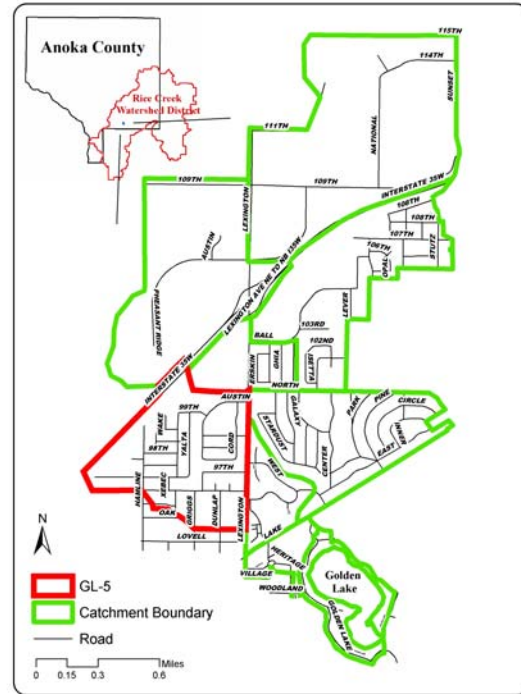 Anoka County
Rice Creek
Watershed District
115TH
114TH
SUNSET
NATIONAL
111TH
109TH
109TH
INTERSTATE 35W
LEXINGTON
AUSTIN
108TH
108TH
107TH
106TH
OPAL
STUTZ
LEXINGTON AVE NE TO NB I35W
PHEASANT RIDGE
LEVER
BALL
103RD
102ND
ERSKIN
GHIA
ISETTA
INTERSTATE 35W
NORTH
AUSTIN
GALAXY
STARDUST
PARK
PINE
CIRCLE
INNER
EAST
CENTER
WEST
99TH
WAKE
YALTA
CORD
98TH
97TH
HAMLINE
XEBEC
OAK
GRIGGS
DUNLAP
LEXINGTON
LOVELL
LAKE
HERITAGE
VILLAGE
WOODLAND
Golden
Lake
GOLDEN LAKE
N
GL-5
Catchment Boundary
Road
Miles
0 0.15 0.3 0.6